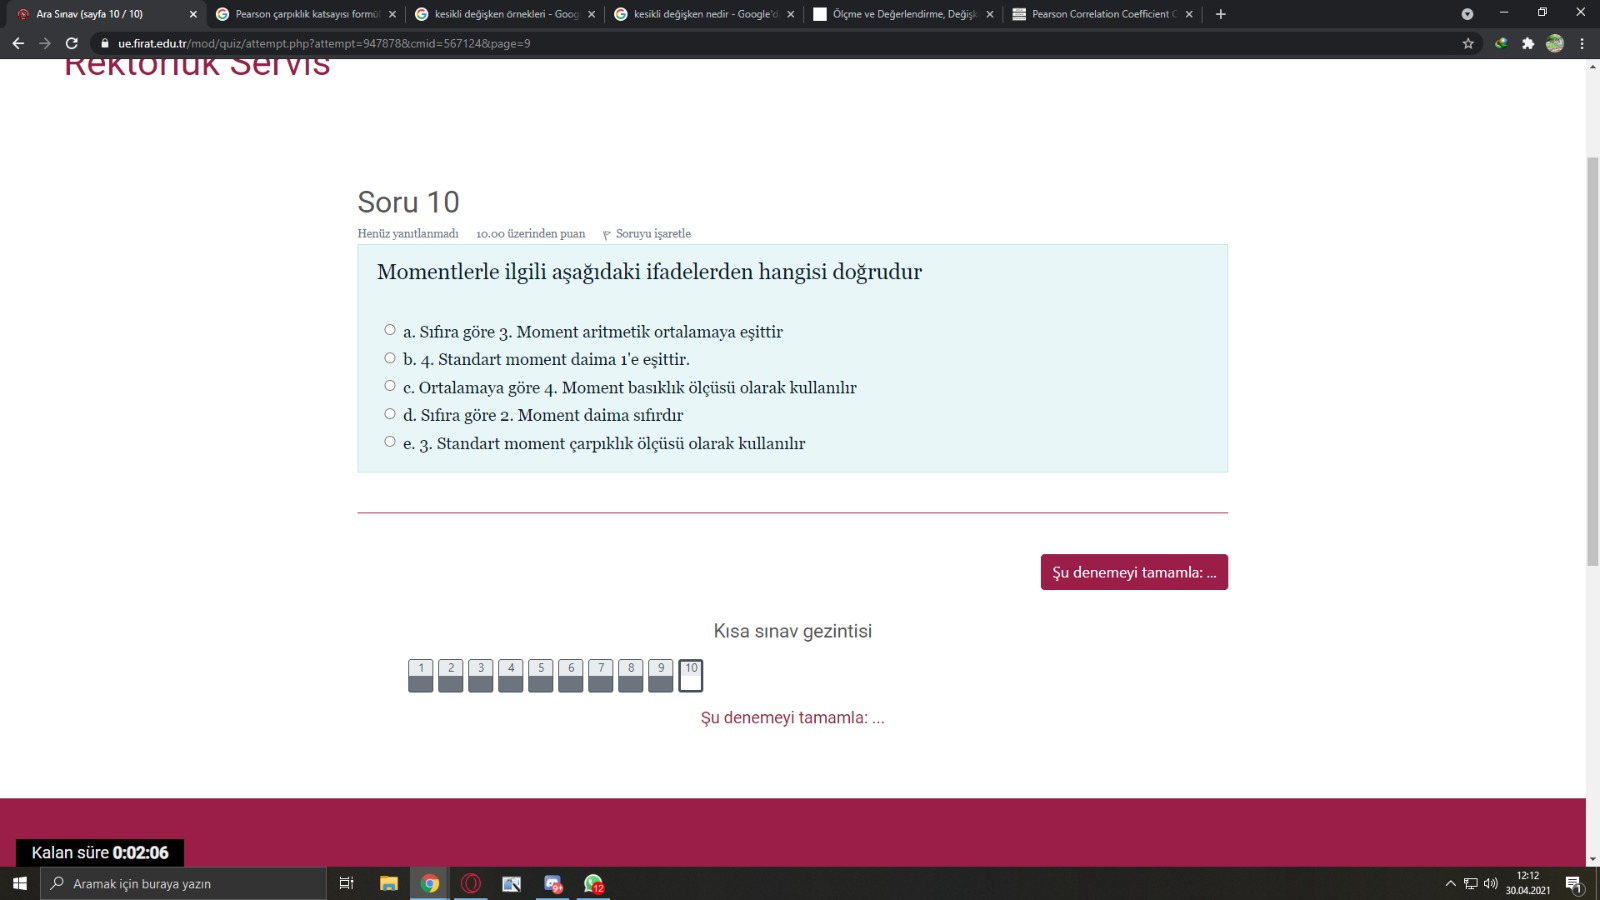 Ara Sınav (sayfa 10 / 10)
Pearson çarpıklık katsayısı formül
kesikli değişken örnekleri - Goog
kesikli değişken nedir - Google'd
Ölçme ve Değerlendirme, Değişk
Pearson Correlation Coefficient C
ue.firat.edu.tr/mod/quiz/attempt.php?attempt=947878&cmid=567124&page=9
Rektörlük Servis
Soru 10
Henüz yanıtlanmadı 10.00 üzerinden puan Soruyu işaretle
Momentlerle ilgili aşağıdaki ifadelerden hangisi doğrudur
a. Sıfıra göre 3. Moment aritmetik ortalamaya eşittir
b. 4. Standart moment daima 1'e eşittir.
c. Ortalamaya göre 4. Moment basıklık ölçüsü olarak kullanılır
d. Sıfıra göre 2. Moment daima sıfırdır
e. 3. Standart moment çarpıklık ölçüsü olarak kullanılır
Şu denemeyi tamamla: ...
Kısa sınav gezintisi
1 2 3 4 5 6 7 8 9 10
Şu denemeyi tamamla: ...
Kalan süre 0:02:06
Aramak için buraya yazın
9+
12
12:12
30.04.2021
1